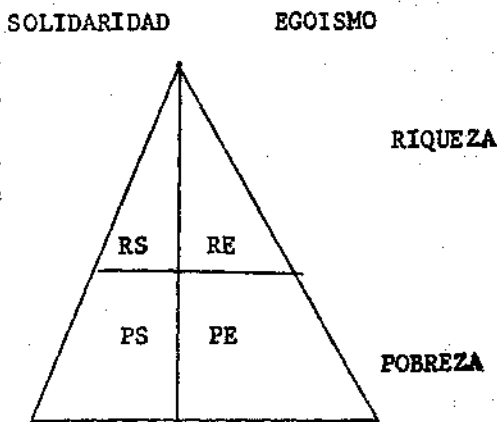 SOLIDARIDAD EGOISMO
RIQUEZA
RS RE
PS PE
POBREZA